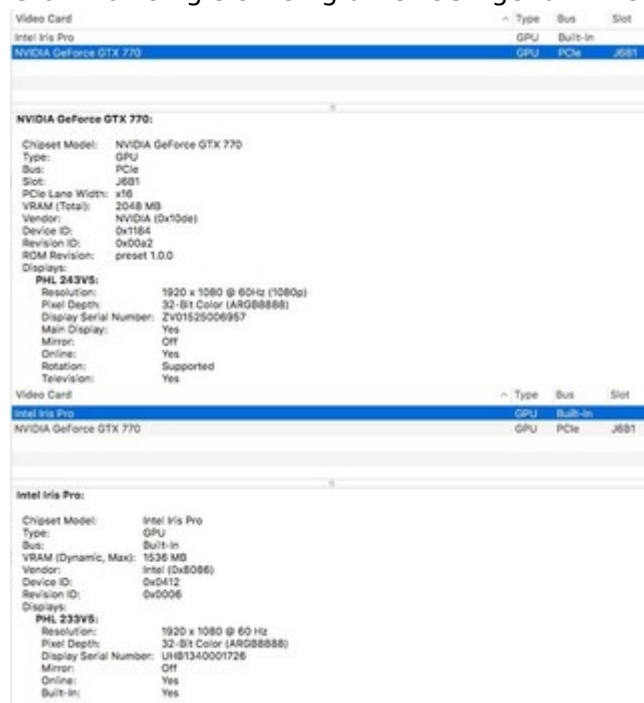 Video Card Type Bus Slot
Intel Iris Pro GPU Built-In
NVIDIA GeForce GTX 770 GPU PCIe J6B1
NVIDIA GeForce GTX 770:
Chipset Model: NVIDIA GeForce GTX 770
Type: GPU
Bus: PCIe
Slot: J6B1
PCIe Lane Width: x16
VRAM (Total): 2048 MB
Vendor: NVIDIA (0x10de)
Device ID: 0x1184
Revision ID: 0x00a2
ROM Revision: preset 1.0.0
Displays:
PHL 243V5:
Resolution: 1920 x 1080 @ 60Hz (1080p)
Pixel Depth: 32-Bit Color (ARGB8888)
Display Serial Number: ZV01525006957
Main Display: Yes
Mirror: Off
Online: Yes
Rotation: Supported
Television: Yes
Video Card Type Bus Slot
Intel Iris Pro GPU Built-In
NVIDIA GeForce GTX 770 GPU PCIe J6B1
Intel Iris Pro:
Chipset Model: Intel Iris Pro
Type: GPU
Bus: Built-In
VRAM (Dynamic, Max): 1536 MB
Vendor: Intel (0x8086)
Device ID: 0x0412
Revision ID: 0x0006
Displays:
PHL 233V5:
Resolution: 1920 x 1080 @ 60 Hz
Pixel Depth: 32-Bit Color (ARGB8888)
Display Serial Number: UHB1340001726
Mirror: Off
Online: Yes
Built-In: Yes